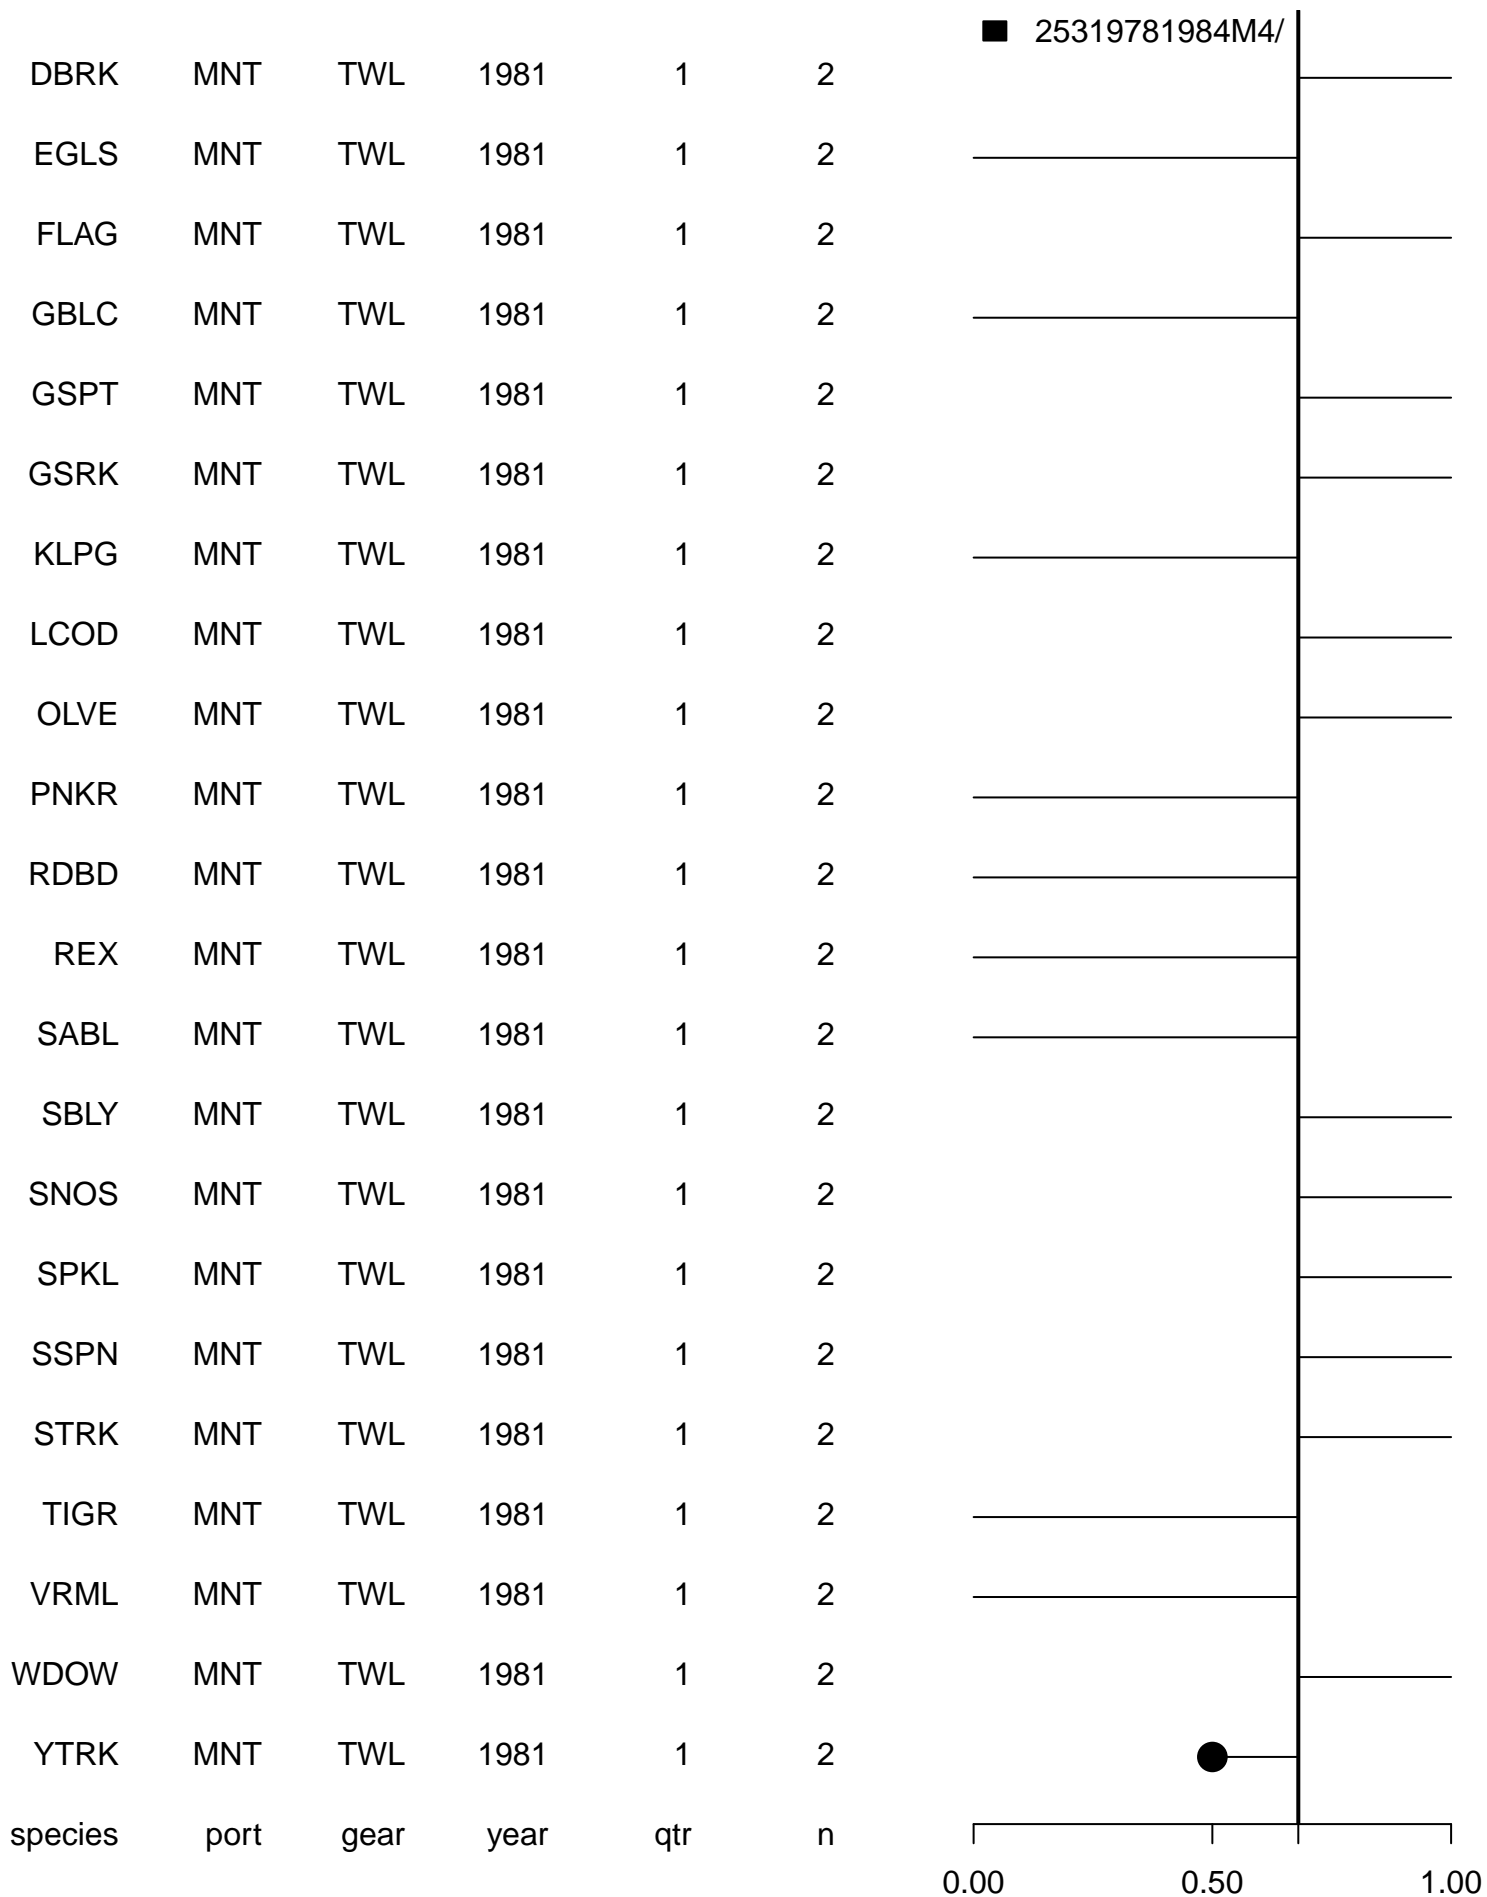 25319781984M4/
DBRK MNT TWL 1981 1 2
EGLS MNT TWL 1981 1 2
FLAG MNT TWL 1981 1 2
GBLC MNT TWL 1981 1 2
GSPT MNT TWL 1981 1 2
GSRK MNT TWL 1981 1 2
KLPG MNT TWL 1981 1 2
LCOD MNT TWL 1981 1 2
OLVE MNT TWL 1981 1 2
PNKR MNT TWL 1981 1 2
RDBD MNT TWL 1981 1 2
REX MNT TWL 1981 1 2
SABL MNT TWL 1981 1 2
SBLY MNT TWL 1981 1 2
SNOS MNT TWL 1981 1 2
SPKL MNT TWL 1981 1 2
SSPN MNT TWL 1981 1 2
STRK MNT TWL 1981 1 2
TIGR MNT TWL 1981 1 2
VRML MNT TWL 1981 1 2
WDOW MNT TWL 1981 1 2
YTRK MNT TWL 1981 1 2
species port gear year qtr n
0.00 0.50 1.00